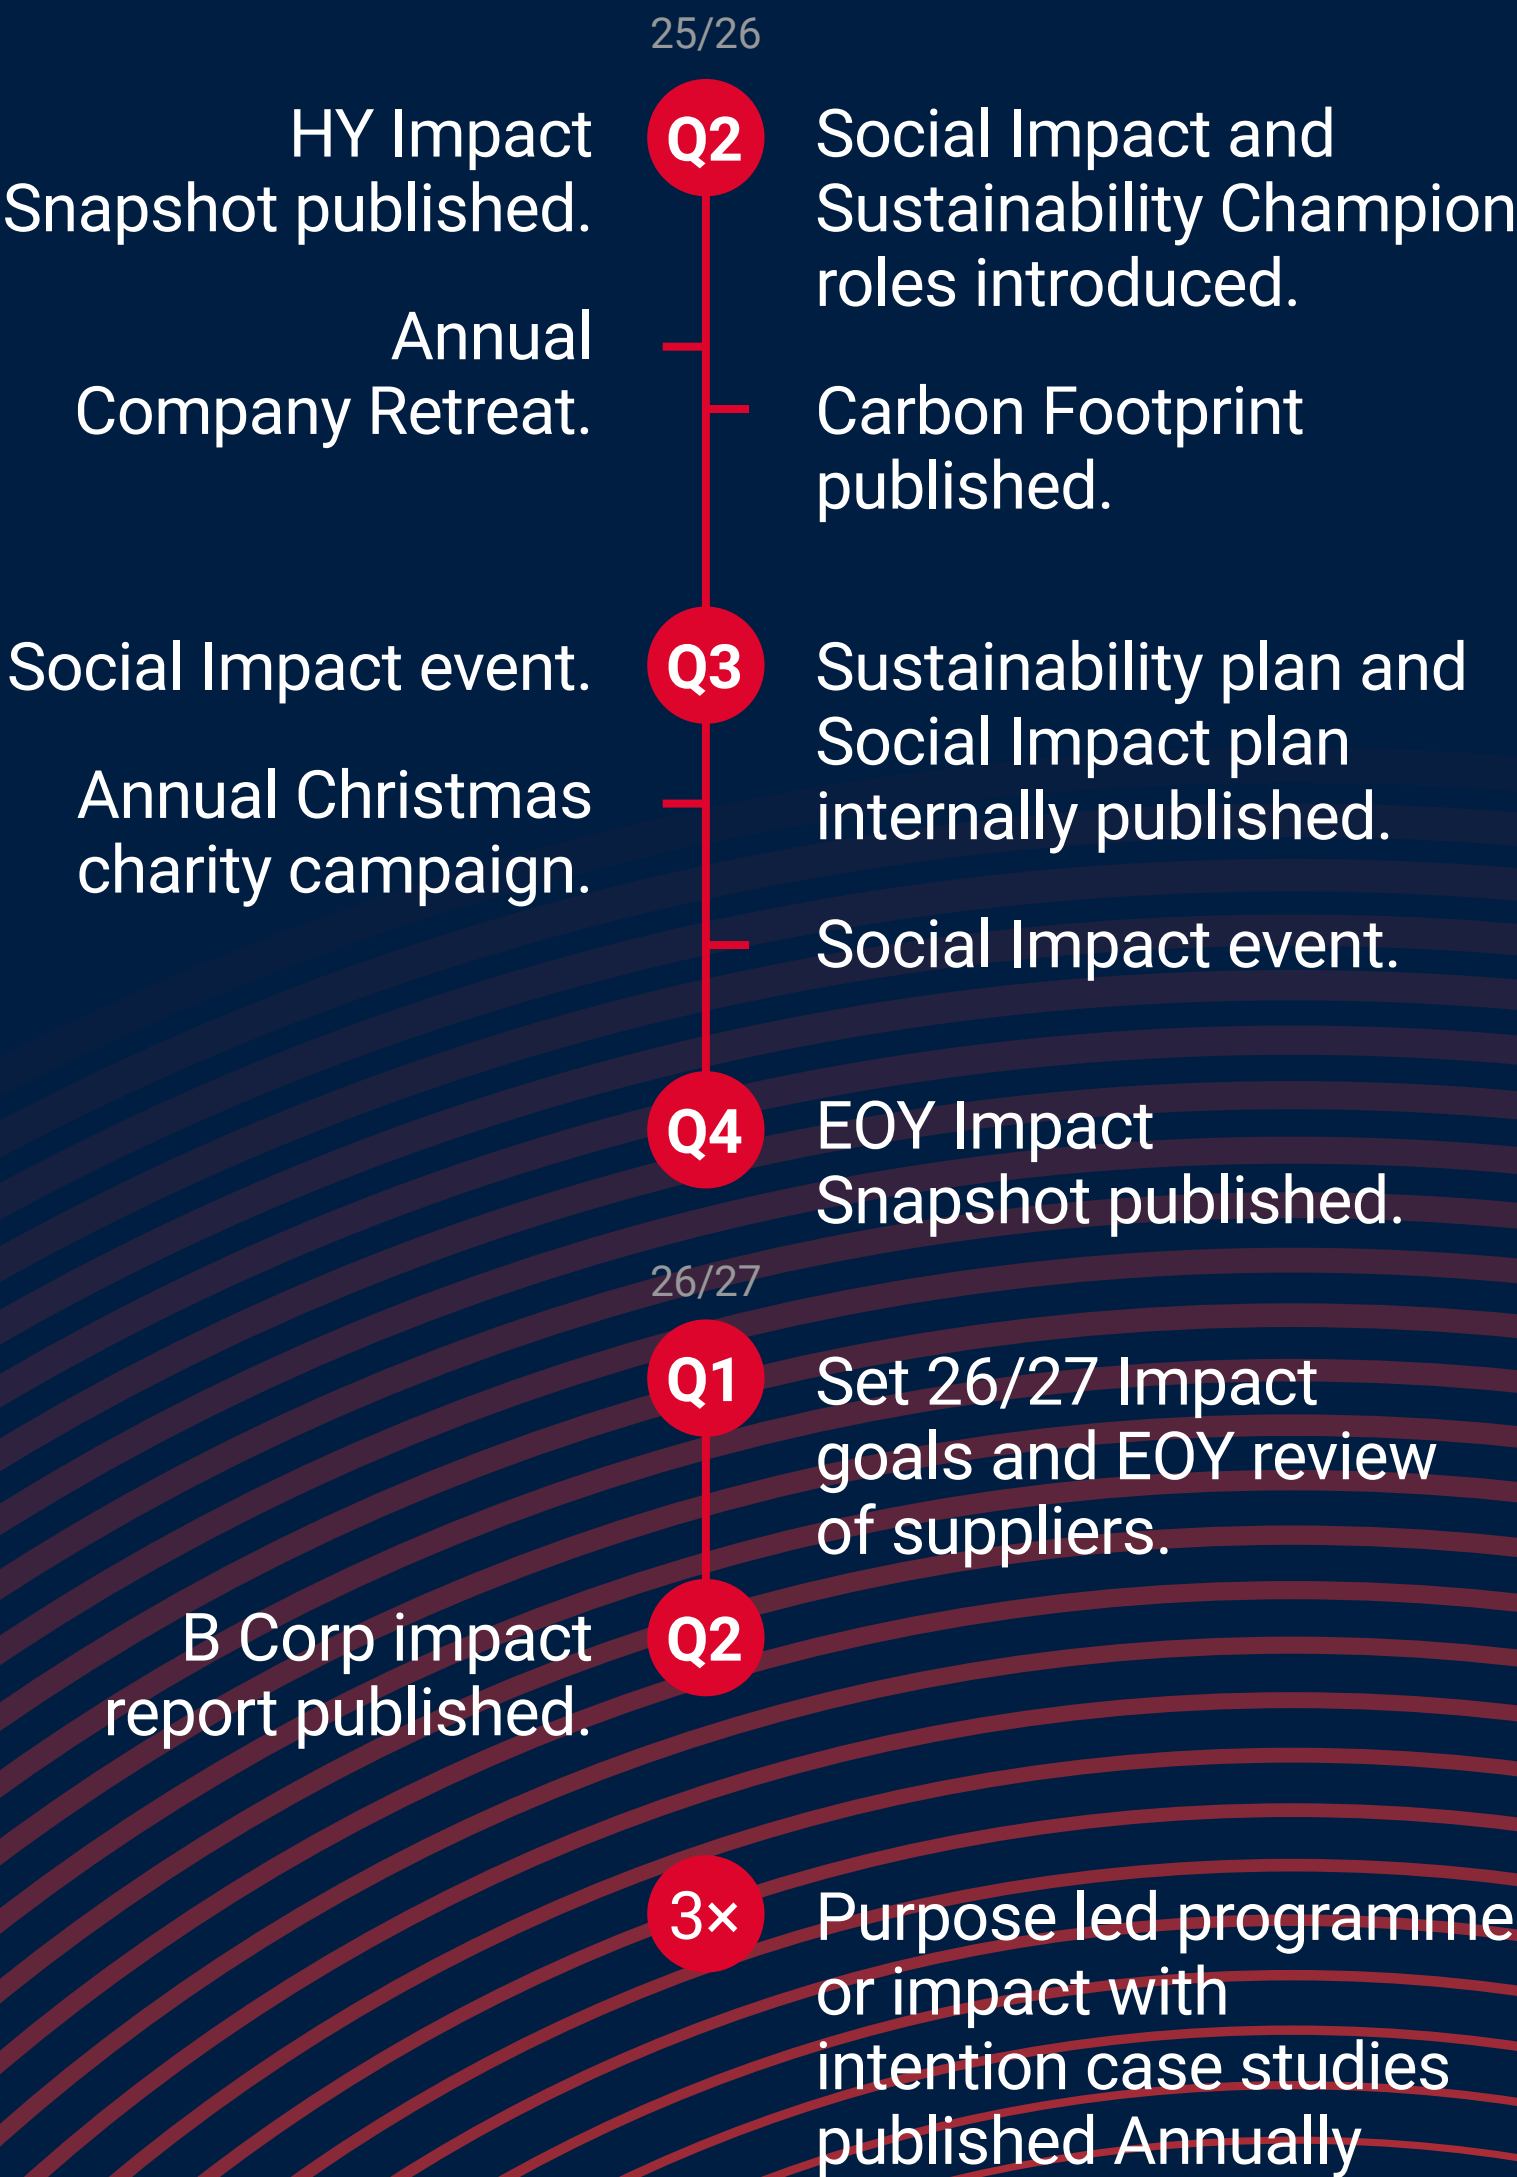 25/26
HY Impact
Snapshot published.
Q2
Social Impact and
Sustainability Champion
roles introduced.
Annual
Company Retreat.
Carbon Footprint
published.
Social Impact event.
Q3
Sustainability plan and
Social Impact plan
internally published.
Annual Christmas
charity campaign.
Social Impact event.
Q4
EOY Impact
Snapshot published.
26/27
Q1
Set 26/27 Impact
goals and EOY review
of suppliers.
B Corp impact
report published.
Q2
3×
Purpose led programme
or impact with
intention case studies
published Annually